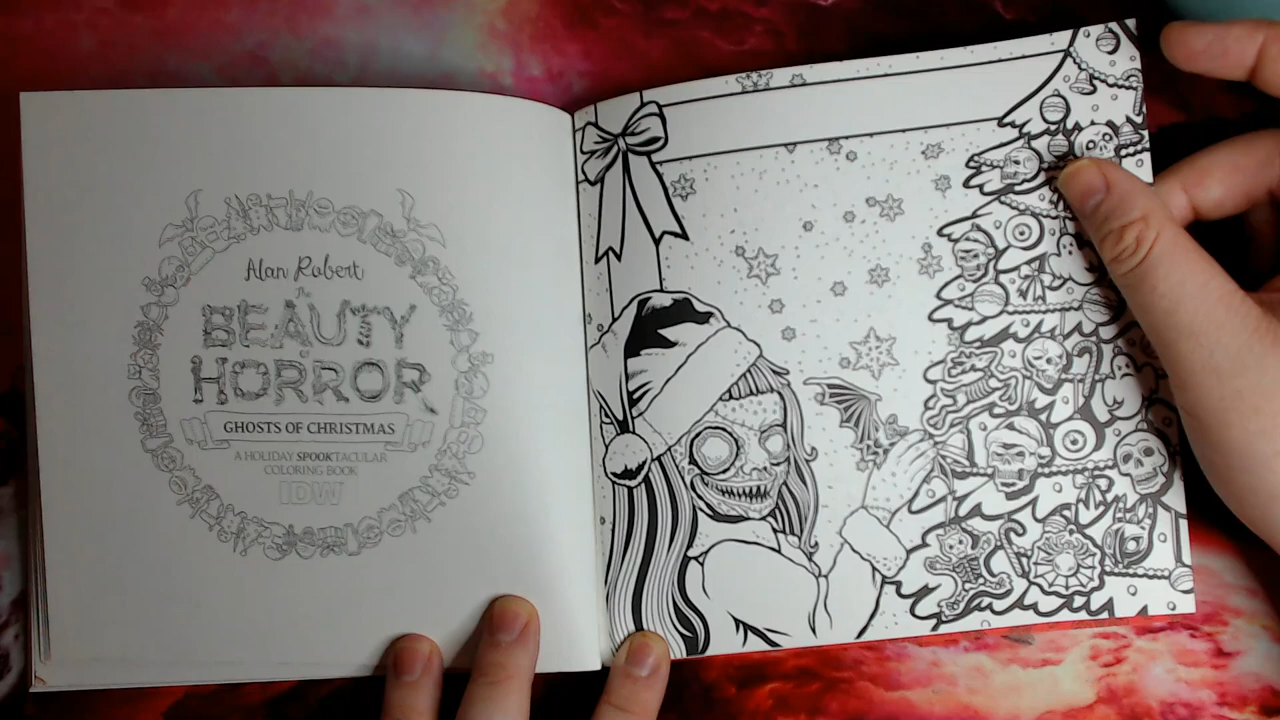 Alan Robert
The
BEAUTY
of
HORROR
GHOSTS OF CHRISTMAS
A HOLIDAY SPOOKTACULAR
COLORING BOOK
IDW